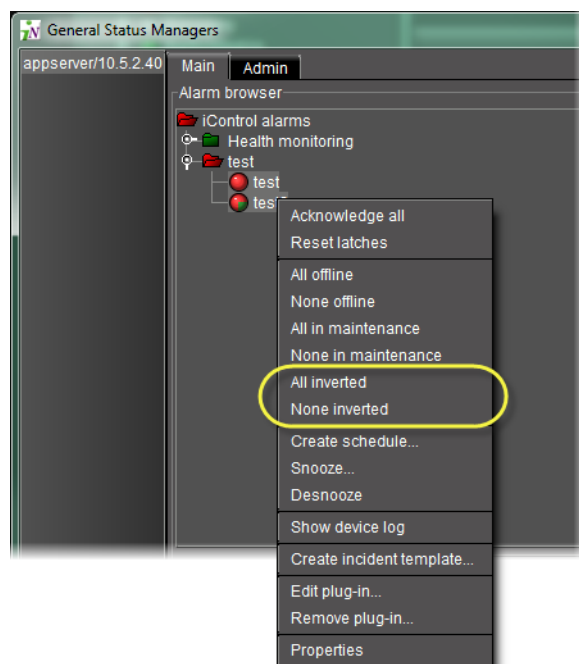 General Status Managers
appserver/10.5.2.40
Main
Admin
Alarm browser
iControl alarms
Health monitoring
test
test
Acknowledge all
Reset latches
All offline
None offline
All in maintenance
None in maintenance
All inverted
None inverted
Create schedule...
Snooze...
Desnooze
Show device log
Create incident template...
Edit plug-in...
Remove plug-in...
Properties